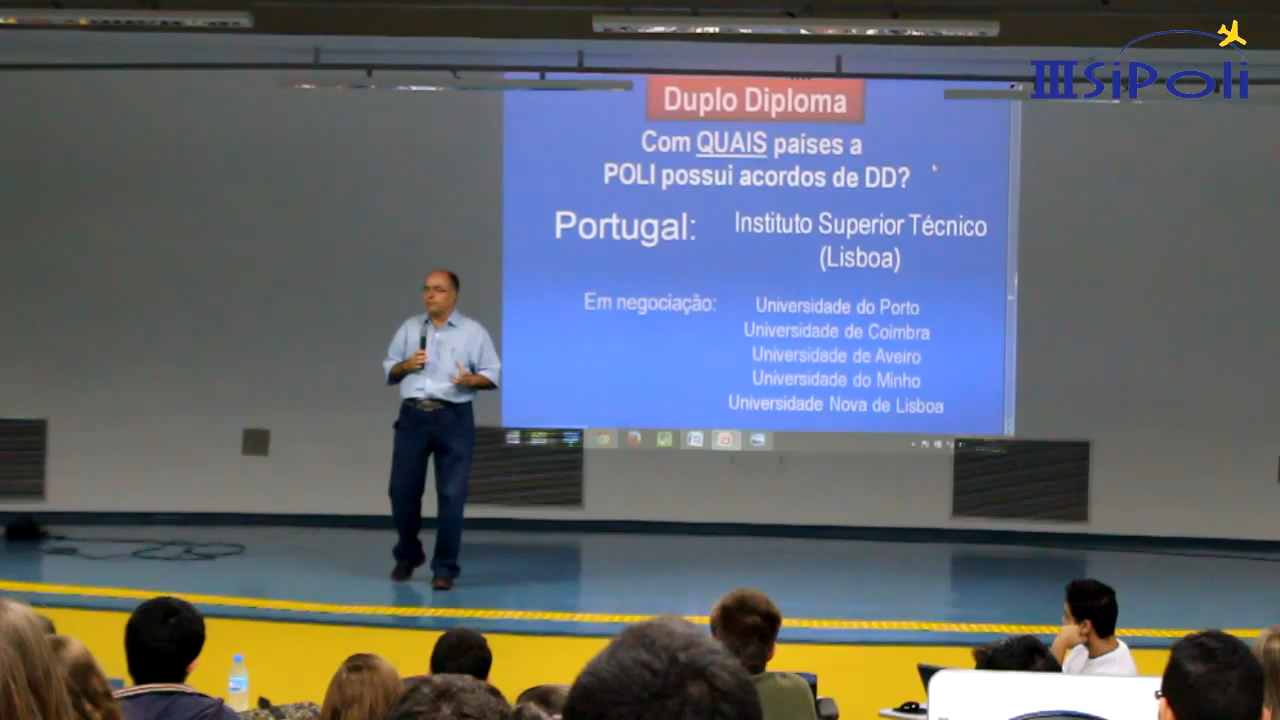 IIISiPoli
Duplo Diploma
Com QUAIS países a
POLI possui acordos de DD?
Portugal: Instituto Superior Técnico
(Lisboa)
Em negociação: Universidade do Porto
Universidade de Coimbra
Universidade de Aveiro
Universidade do Minho
Universidade Nova de Lisboa